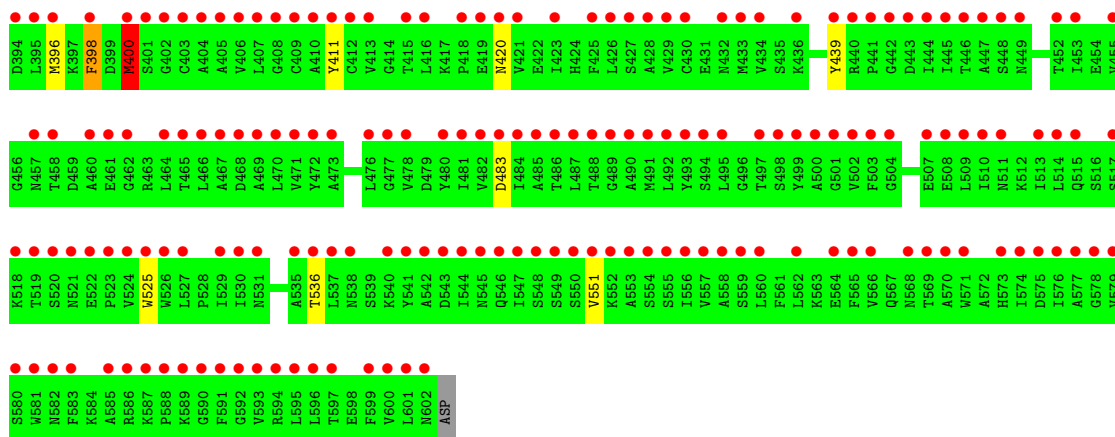 D394
L395
M396
K397
F398
D399
M400
S401
G402
C403
A404
A405
V406
L407
G408
C409
A410
Y411
C412
V413
G414
T415
L416
K417
P418
E419
N420
V421
E422
I423
H424
F425
L426
S427
A428
V429
C430
E431
N432
M433
V434
S435
K436
Y439
R440
P441
G442
D443
I444
I445
T446
A447
S448
N449
T452
I453
E454
V455
G456
N457
T458
D459
A460
E461
G462
R463
L464
T465
L466
A467
D468
A469
L470
V471
Y472
A473
L476
G477
V478
D479
Y480
I481
V482
D483
I484
A485
T486
L487
T488
G489
A490
M491
L492
Y493
S494
L495
G496
T497
S498
Y499
A500
G501
V502
F503
G504
E507
E508
L509
I510
N511
K512
I513
L514
Q515
S516
S517
K518
T519
S520
N521
E522
P523
V524
W525
W526
L527
P528
I529
I530
N531
A535
T536
L537
N538
S539
K540
Y541
A542
D543
I544
N545
Q546
I547
S548
S549
S550
V551
K552
A553
S554
S555
I556
V557
A558
S559
L560
F561
L562
K563
E564
F565
V566
Q567
N568
T569
A570
W571
A572
H573
I574
D575
I576
A577
G578
V579
S580
W581
N582
F583
K584
A585
R586
K587
P588
K589
G590
F591
G592
V593
R594
L595
L596
T597
E598
F599
V600
L601
N602
ASP